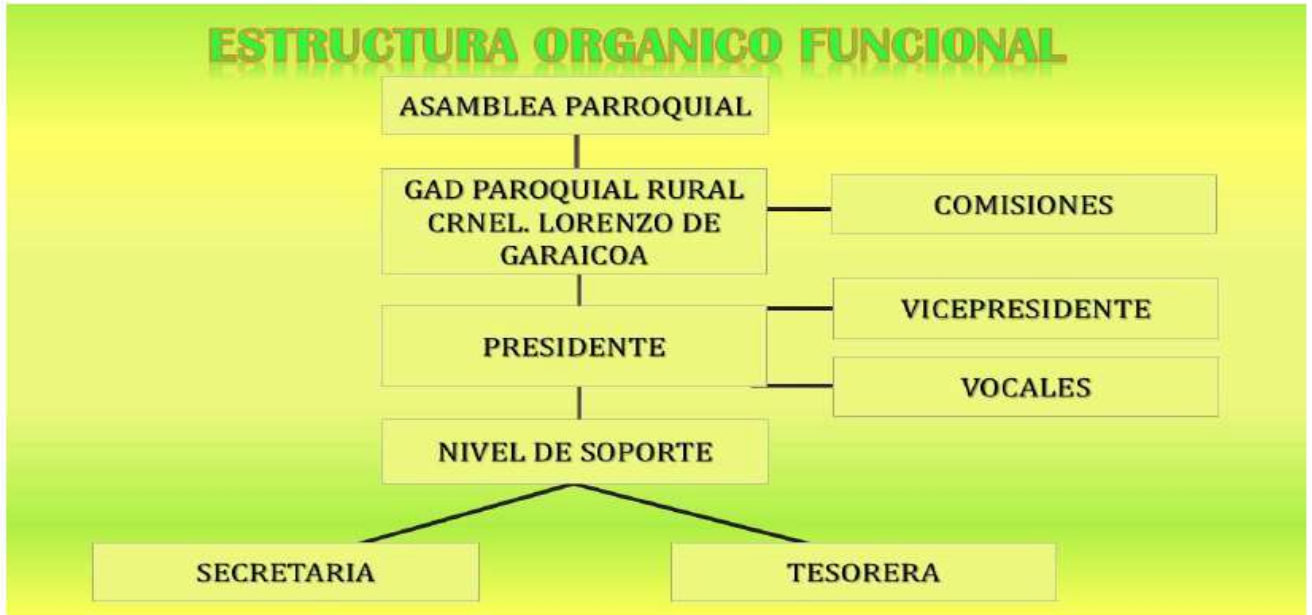 ESTRUCTURA ORGANICO FUNCIONAL
ASAMBLEA PARROQUIAL
GAD PAROQUIAL RURAL
CRNEL. LORENZO DE
GARAICOA
COMISIONES
VICEPRESIDENTE
PRESIDENTE
VOCALES
NIVEL DE SOPORTE
SECRETARIA
TESORERA